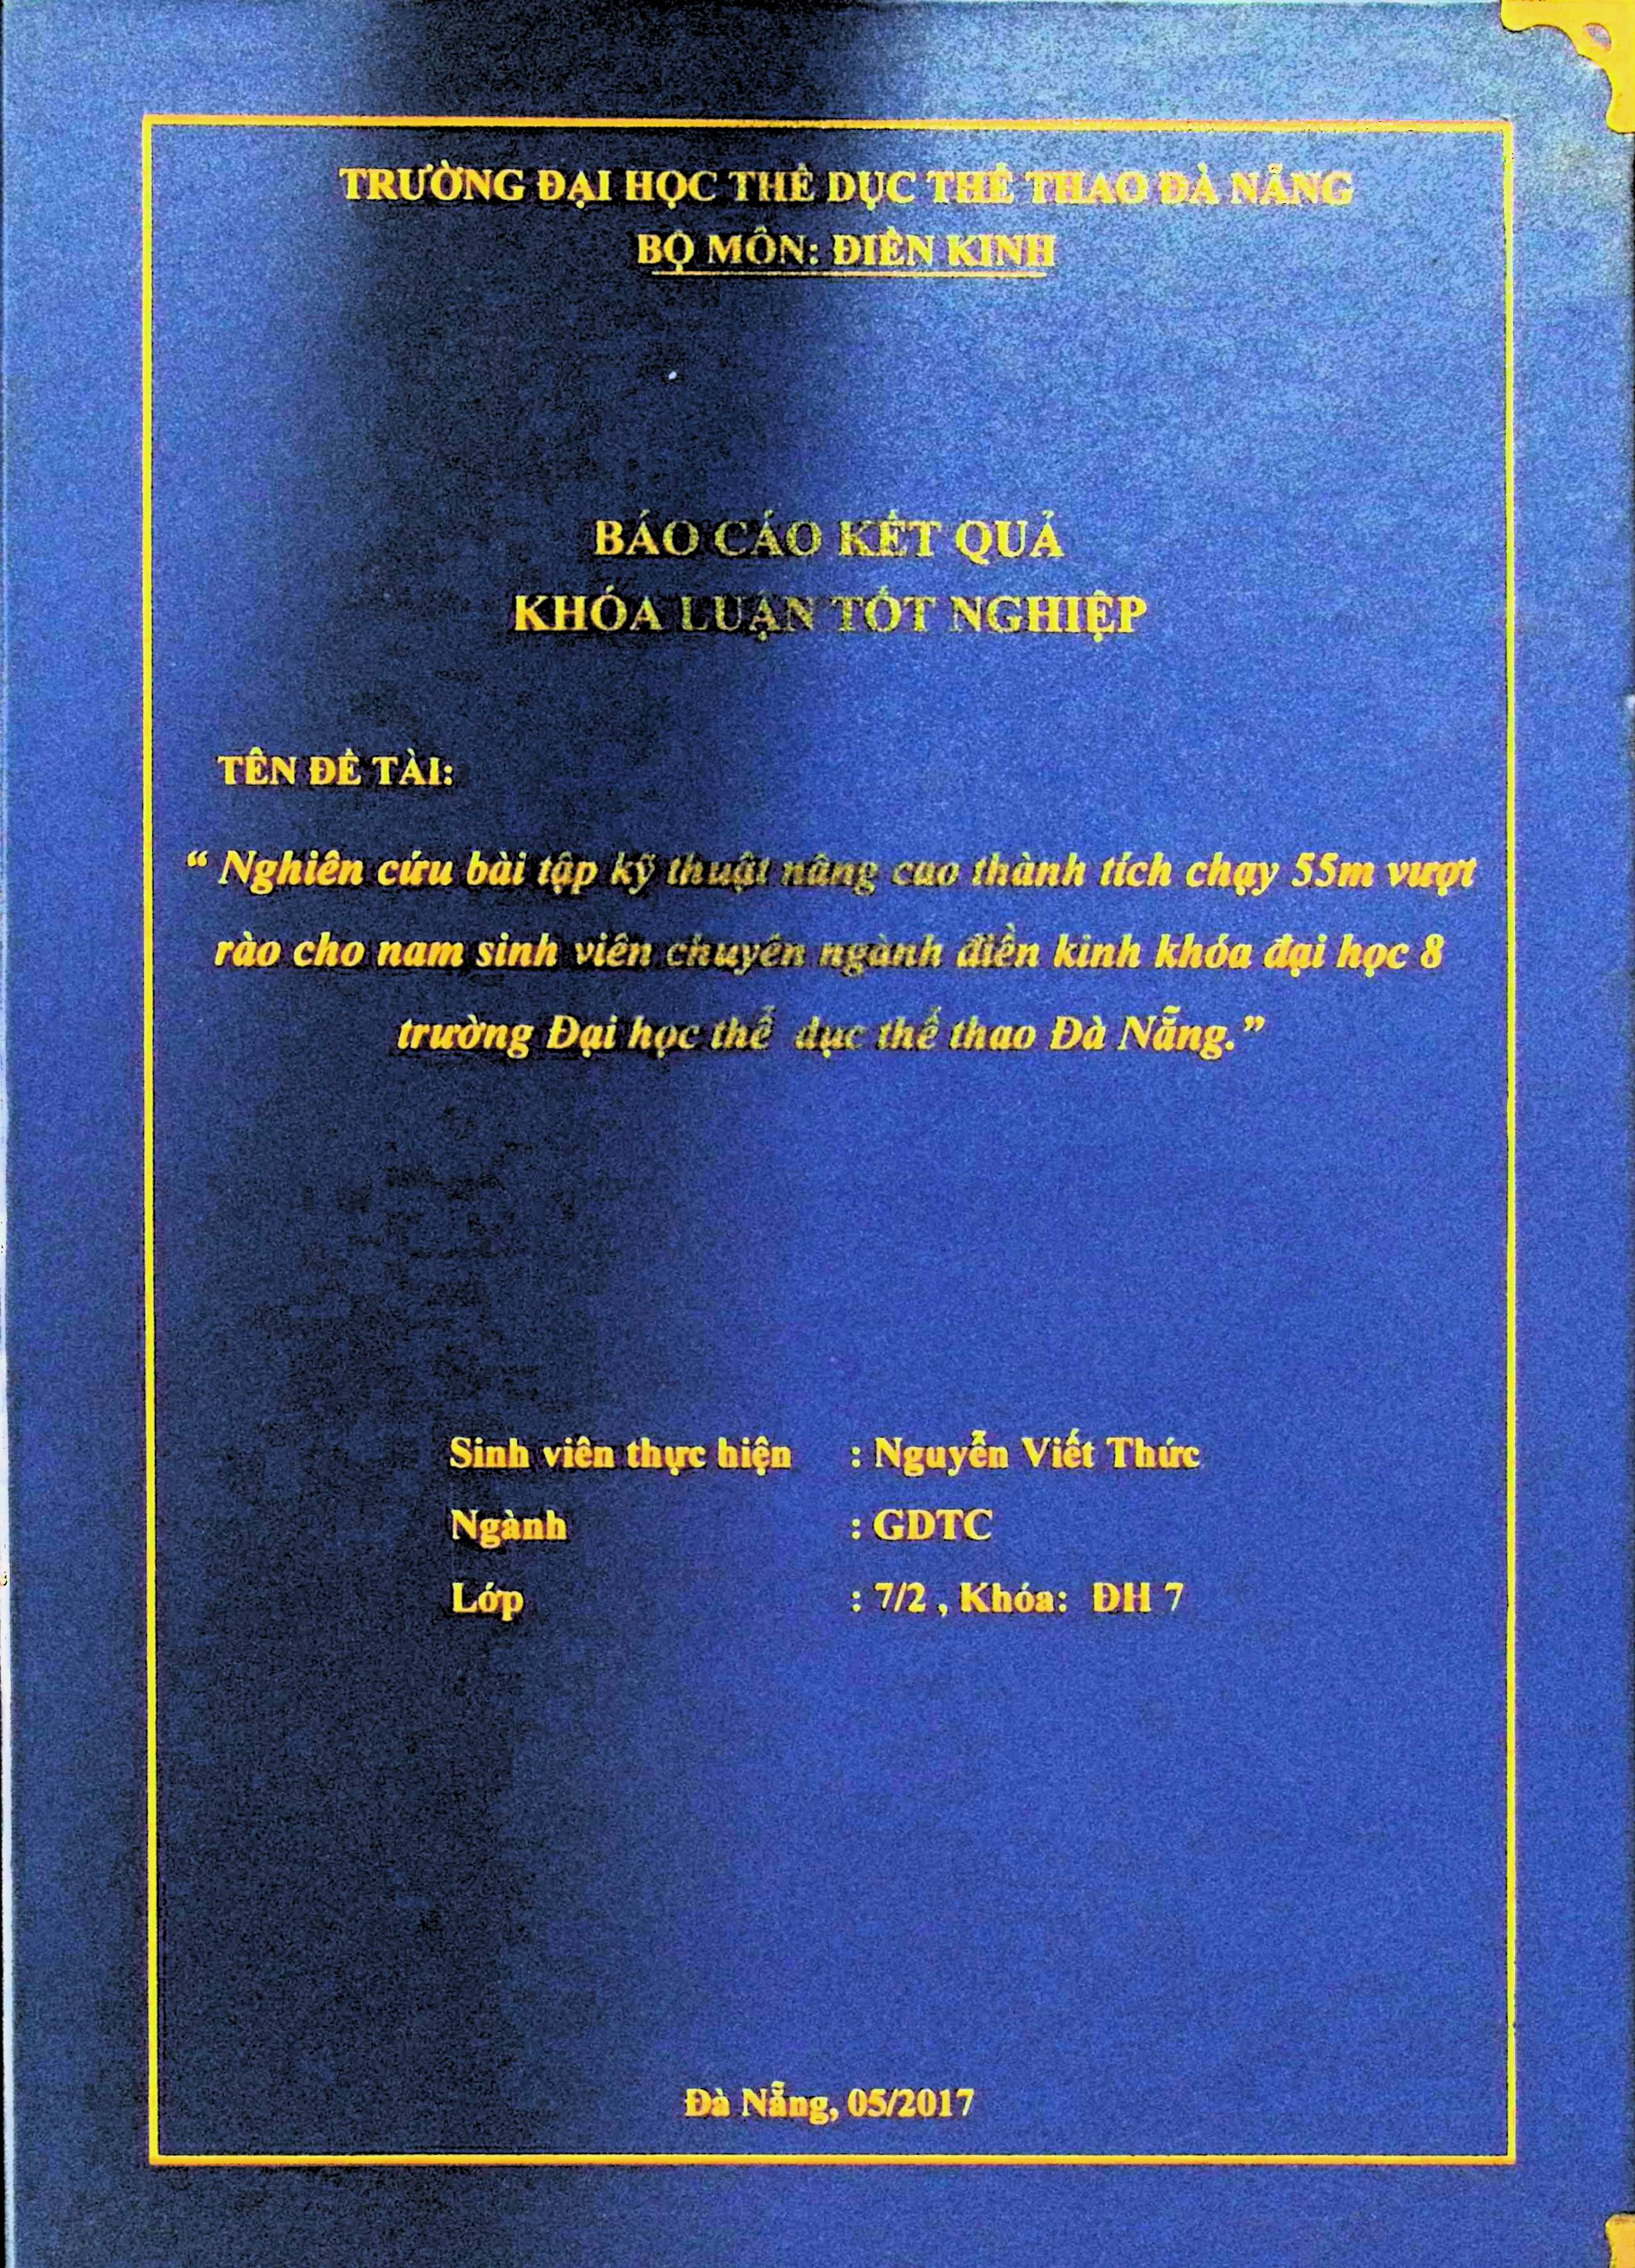 TRƯỜNG ĐẠI HỌC THỂ DỤC THỂ THAO ĐÀ NẴNG
BỘ MÔN: ĐIỀN KINH
BÁO CÁO KẾT QUẢ
KHÓA LUẬN TỐT NGHIỆP
TÊN ĐỀ TÀI:
“ Nghiên cứu bài tập kỹ thuật nâng cao thành tích chạy 55m vượt
rào cho nam sinh viên chuyên ngành điền kinh khóa đại học 8
trường Đại học thể dục thể thao Đà Nẵng.”
Sinh viên thực hiện : Nguyễn Viết Thức
Ngành : GDTC
Lớp : 7/2 , Khóa: ĐH 7
Đà Nẵng, 05/2017